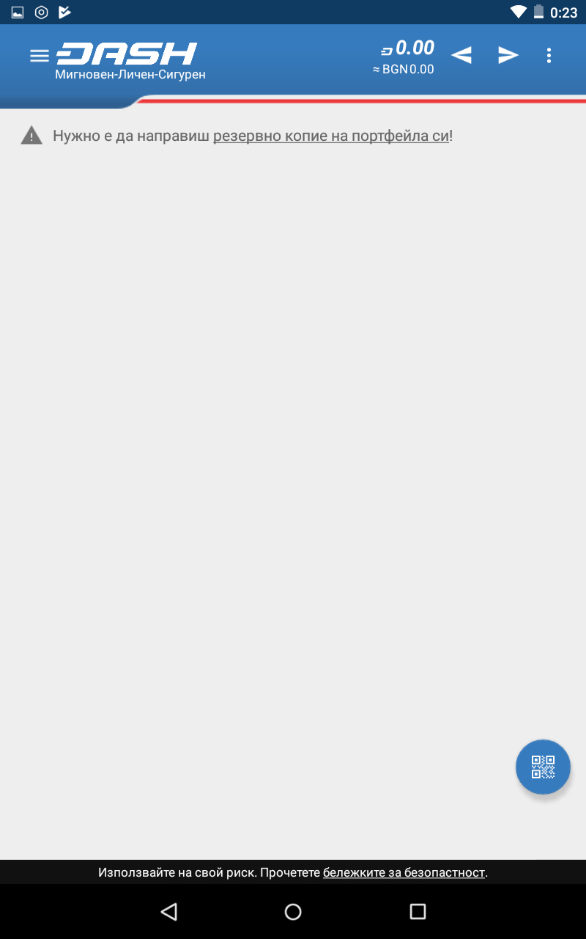 0:23
DASH
Мигновен-Личен-Сигурен
0.00
≈ BGN 0.00
Нужно е да направиш резервно копие на портфейла си!
Използвайте на свой риск. Прочетете бележките за безопастност.